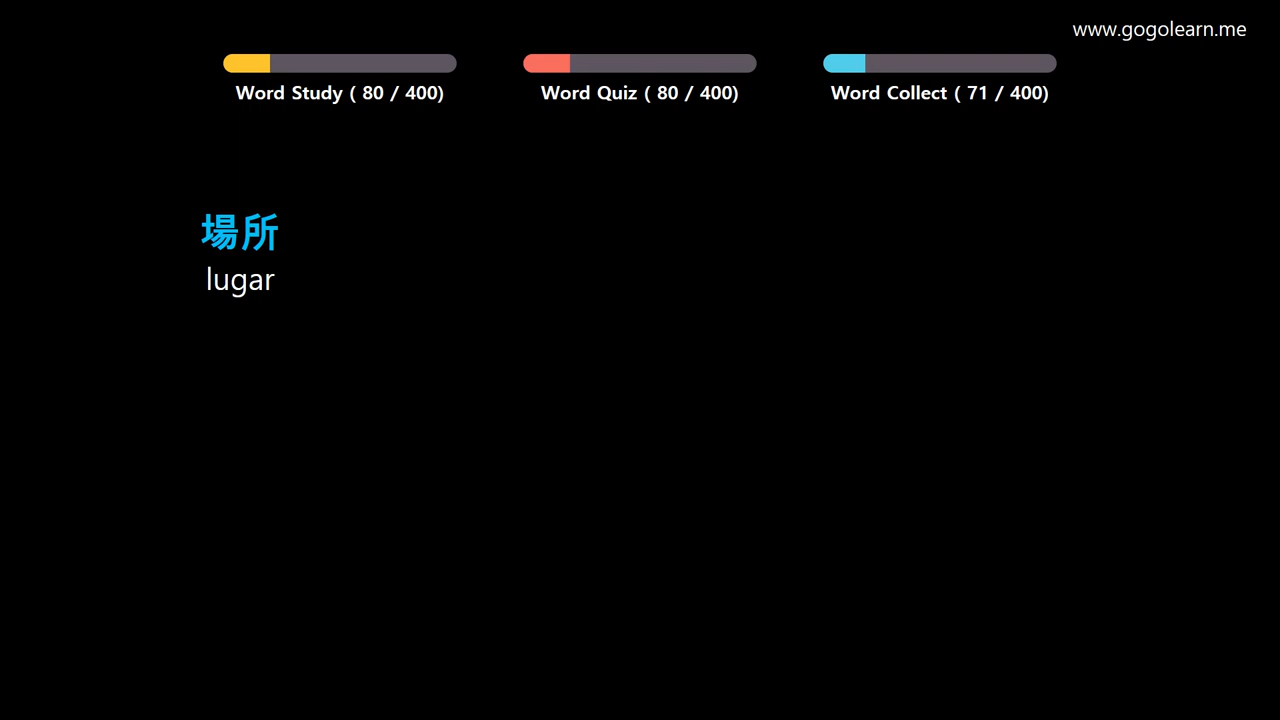 www.gogolearn.me
Word Study ( 80 / 400)
Word Quiz ( 80 / 400)
Word Collect ( 71 / 400)
場所
lugar